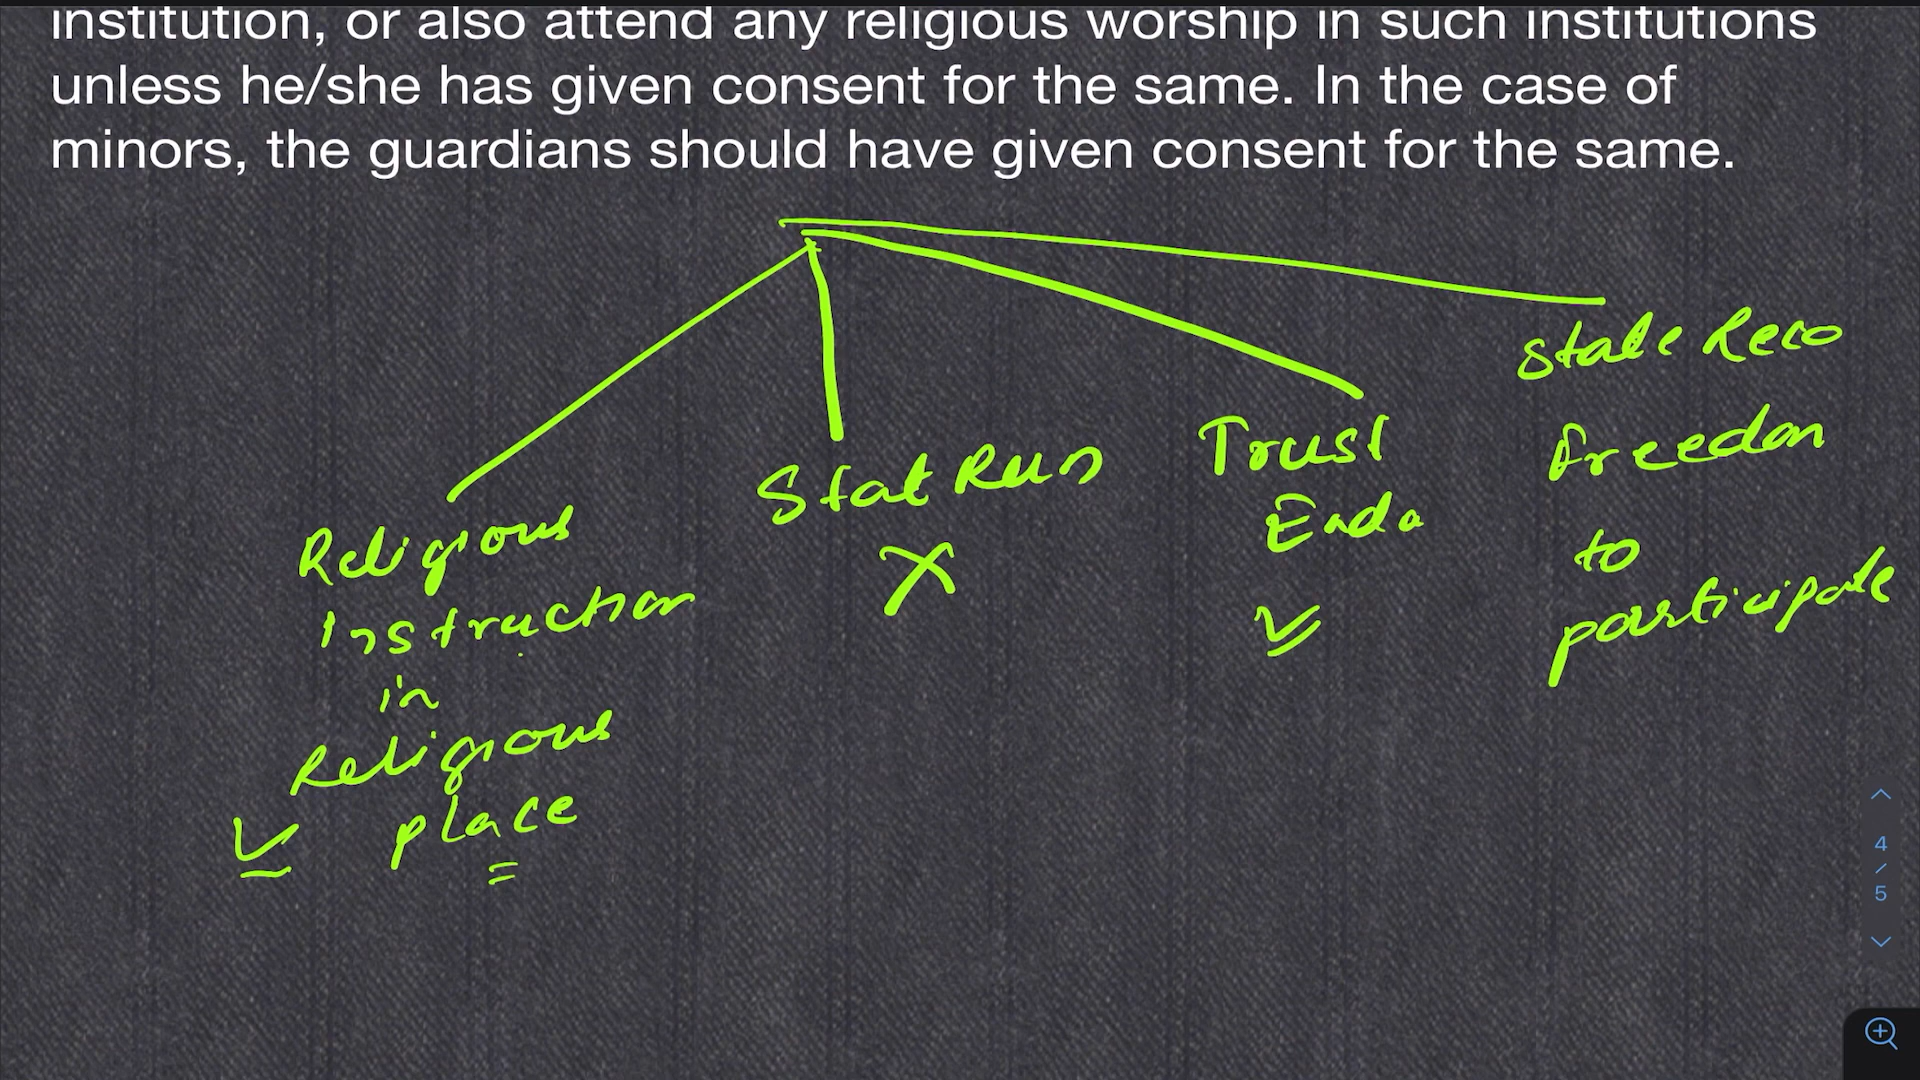 institution, or also attend any religious worship in such institutions
unless he/she has given consent for the same. In the case of
minors, the guardians should have given consent for the same.
Religious
Instruction
in
Religious
place
Stat Run
X
Trust
Endo
State Reco
freedom
to
participate
4
/
5